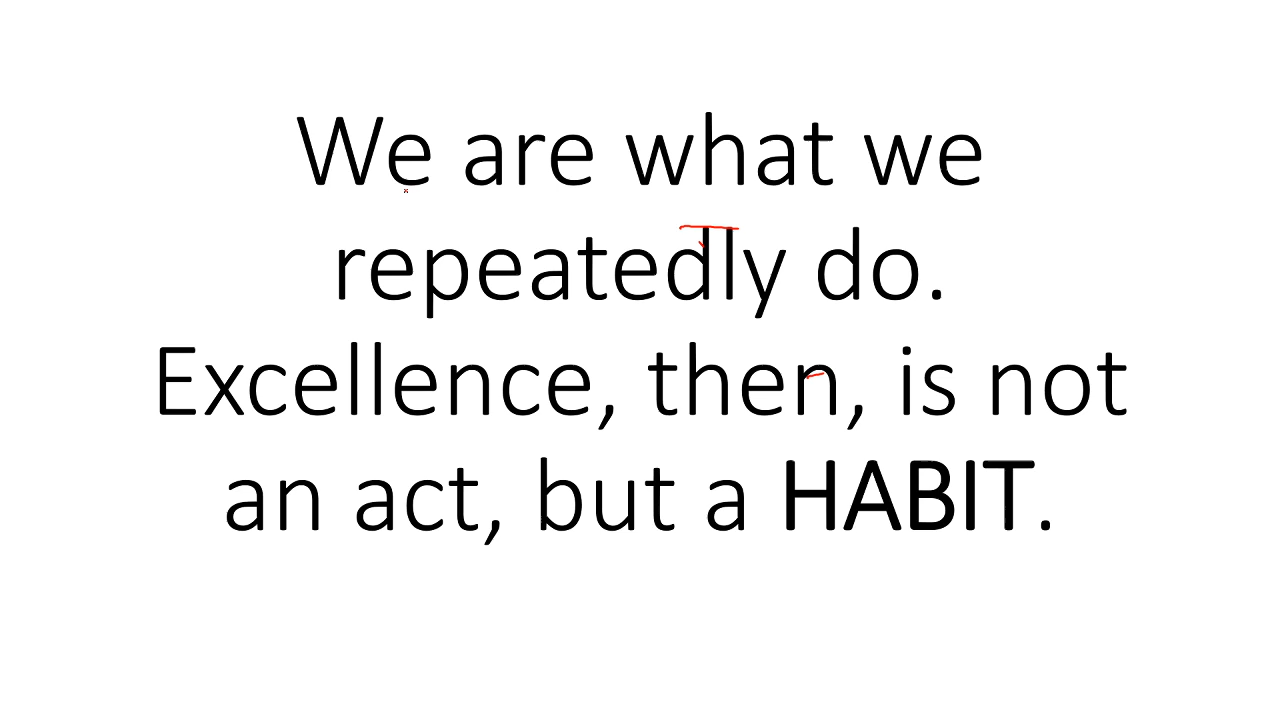 We are what we
repeatedly do.
Excellence, then, is not
an act, but a HABIT.